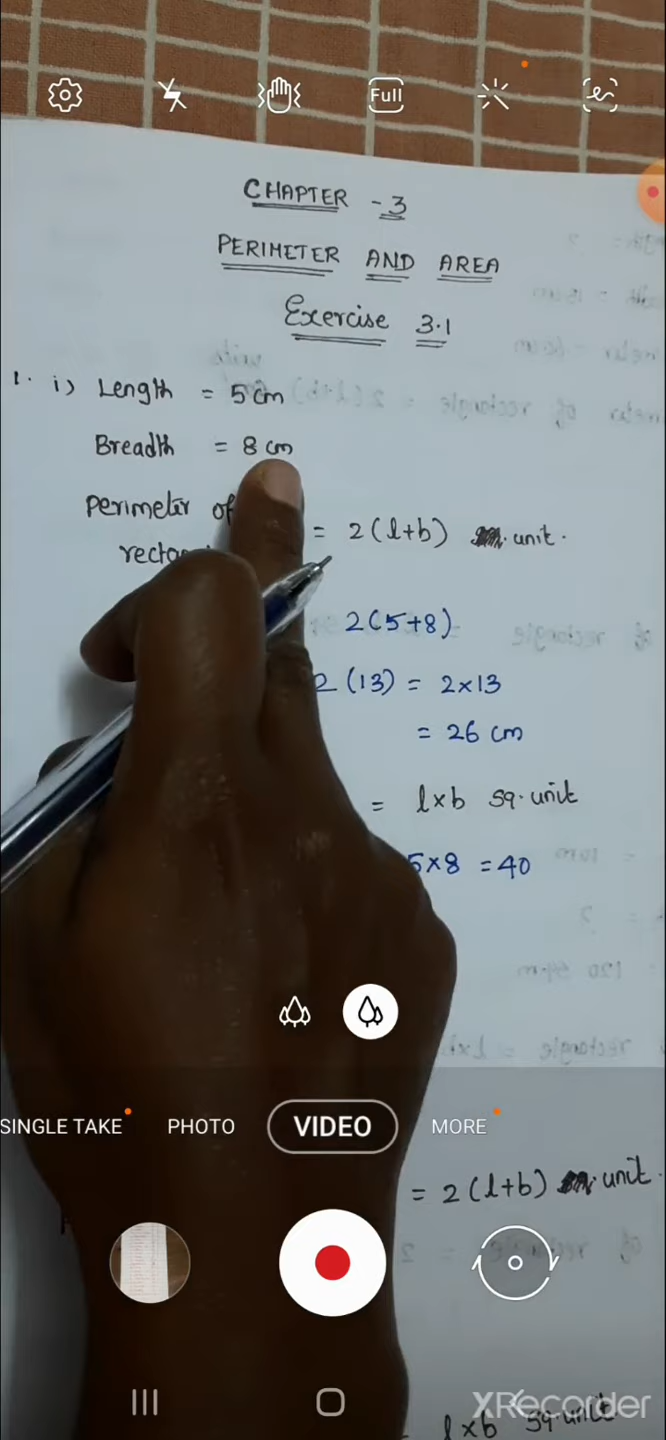 Full
CHAPTER - 3
PERIMETER AND AREA
Exercise 3.1
1. i) Length = 5 cm
Breadth = 8 cm
Perimeter of
= 2(l+b) unit.
2(5+8)
2(13) = 2×13
= 26 cm
= l×b sq.unit
5×8 = 40
SINGLE TAKE PHOTO VIDEO MORE
= 2(l+b) unit.
l×b sq.unit
XRecorder